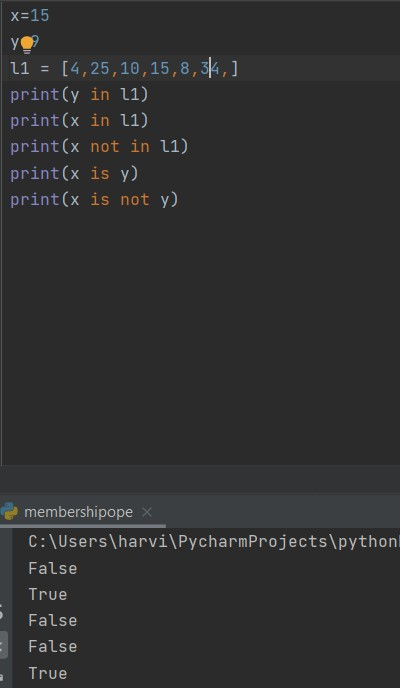 x=15
y 9
l1 = [4,25,10,15,8,34,]
print(y in l1)
print(x in l1)
print(x not in l1)
print(x is y)
print(x is not y)
membershipope
C:\Users\harvi\PycharmProjects\python
False
True
False
False
True